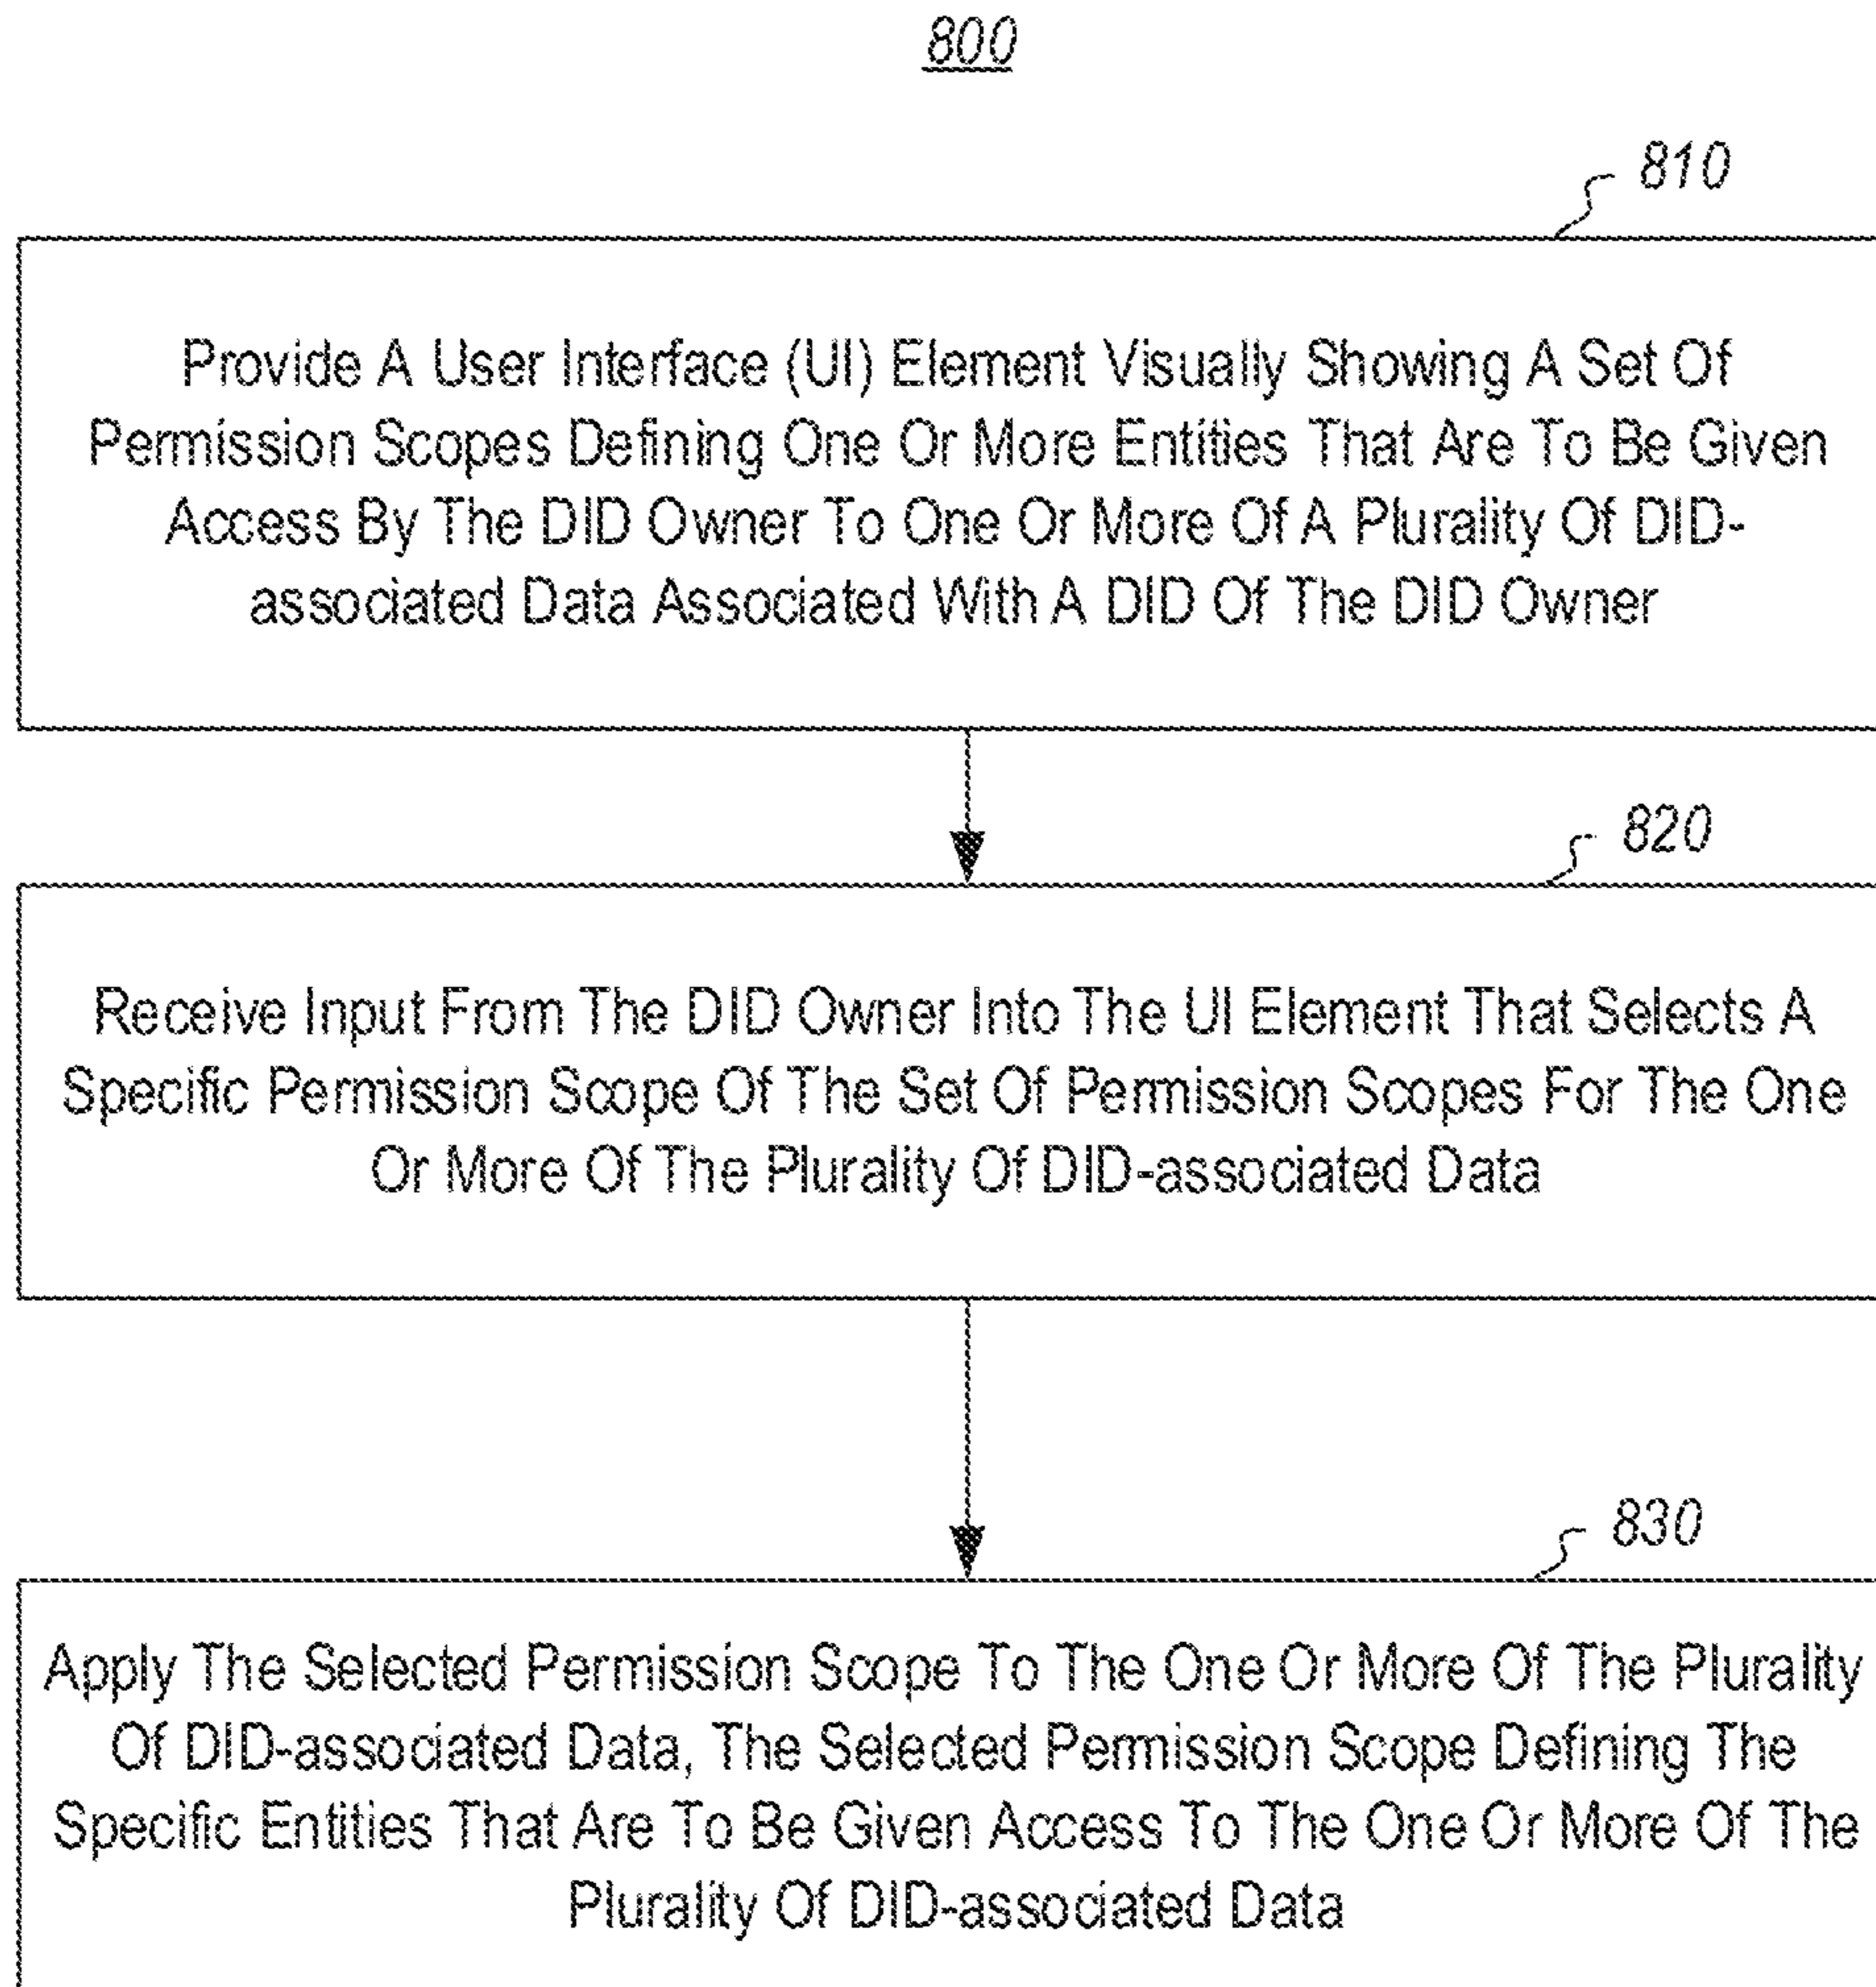 800
810
Provide A User Interface (UI) Element Visually Showing A Set Of
Permission Scopes Defining One Or More Entities That Are To Be Given
Access By The DID Owner To One Or More Of A Plurality Of DID-
associated Data Associated With A DID Of The DID Owner
820
Receive Input From The DID Owner Into The UI Element That Selects A
Specific Permission Scope Of The Set Of Permission Scopes For The One
Or More Of The Plurality Of DID-associated Data
830
Apply The Selected Permission Scope To The One Or More Of The Plurality
Of DID-associated Data, The Selected Permission Scope Defining The
Specific Entities That Are To Be Given Access To The One Or More Of The
Plurality Of DID-associated Data